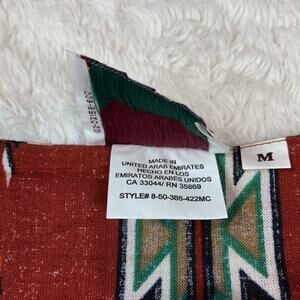 MADE IN
UNITED ARAB EMIRATES
HECHO EN LOS
EMIRATOS ARABES UNIDOS
CA 33044/ RN 35869
STYLE# 8-50-386-422MC
M